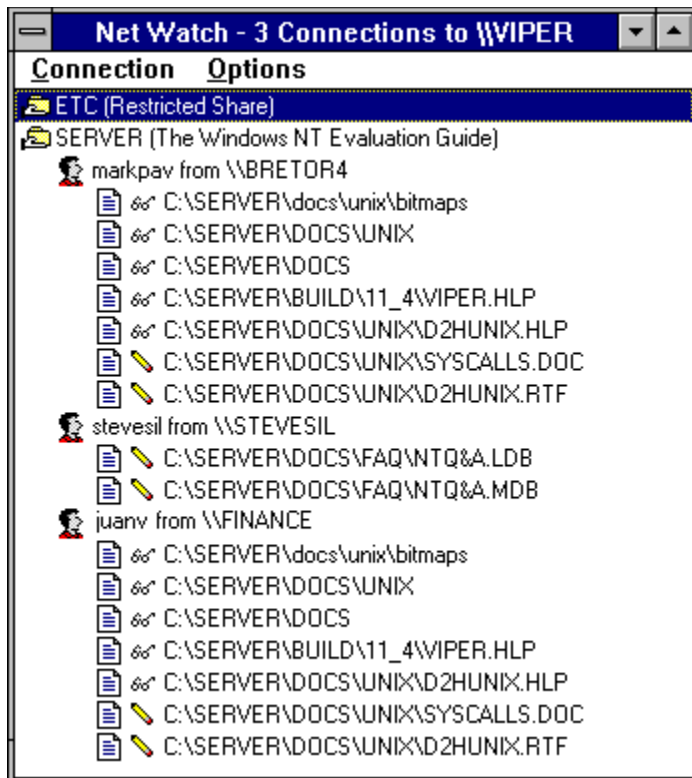 Net Watch - 3 Connections to \\VIPER
Connection Options
ETC (Restricted Share)
SERVER (The Windows NT Evaluation Guide)
markpav from \\BRETOR4
C:\SERVER\docs\unix\bitmaps
C:\SERVER\DOCS\UNIX
C:\SERVER\DOCS
C:\SERVER\BUILD\11_4\VIPER.HLP
C:\SERVER\DOCS\UNIX\D2HUNIX.HLP
C:\SERVER\DOCS\UNIX\SYSCALLS.DOC
C:\SERVER\DOCS\UNIX\D2HUNIX.RTF
stevesil from \\STEVESIL
C:\SERVER\DOCS\FAQ\NTQ&A.LDB
C:\SERVER\DOCS\FAQ\NTQ&A.MDB
juanv from \\FINANCE
C:\SERVER\docs\unix\bitmaps
C:\SERVER\DOCS\UNIX
C:\SERVER\DOCS
C:\SERVER\BUILD\11_4\VIPER.HLP
C:\SERVER\DOCS\UNIX\D2HUNIX.HLP
C:\SERVER\DOCS\UNIX\SYSCALLS.DOC
C:\SERVER\DOCS\UNIX\D2HUNIX.RTF